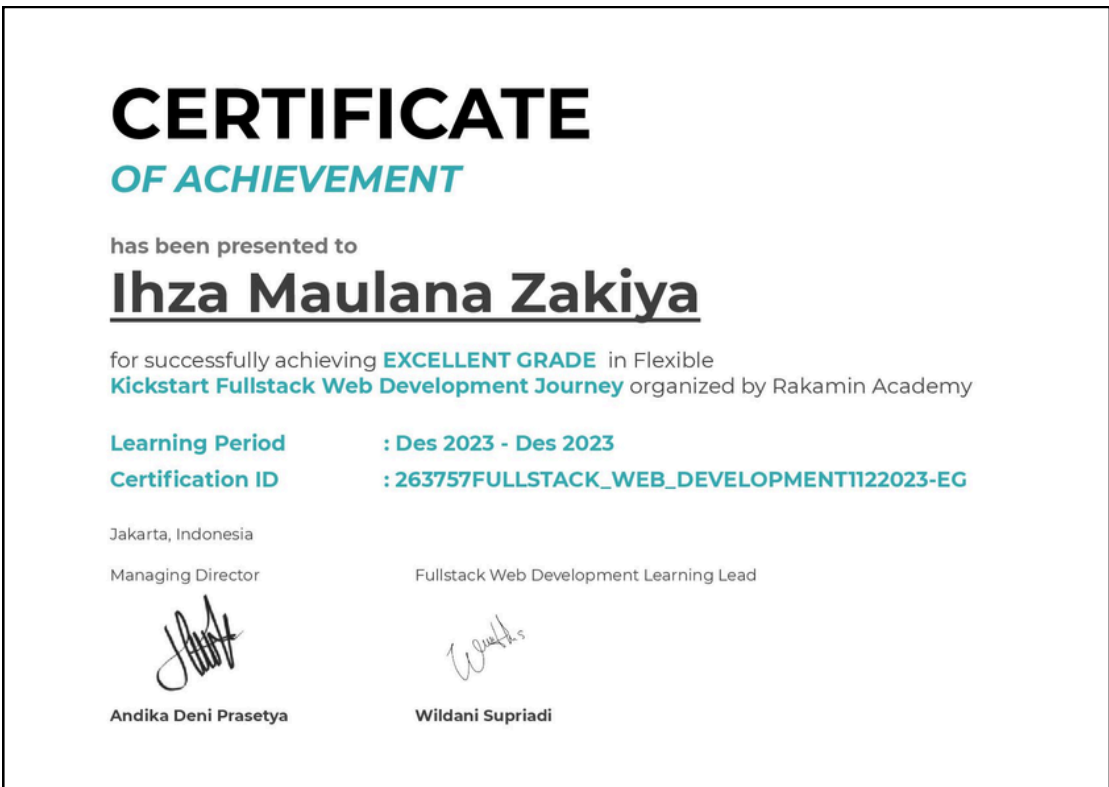 CERTIFICATE
OF ACHIEVEMENT
has been presented to
Ihza Maulana Zakiya
for successfully achieving EXCELLENT GRADE in Flexible
Kickstart Fullstack Web Development Journey organized by Rakamin Academy
Learning Period : Des 2023 - Des 2023
Certification ID : 263757FULLSTACK_WEB_DEVELOPMENT1122023-EG
Jakarta, Indonesia
Managing Director Fullstack Web Development Learning Lead
Andika Deni Prasetya Wildani Supriadi